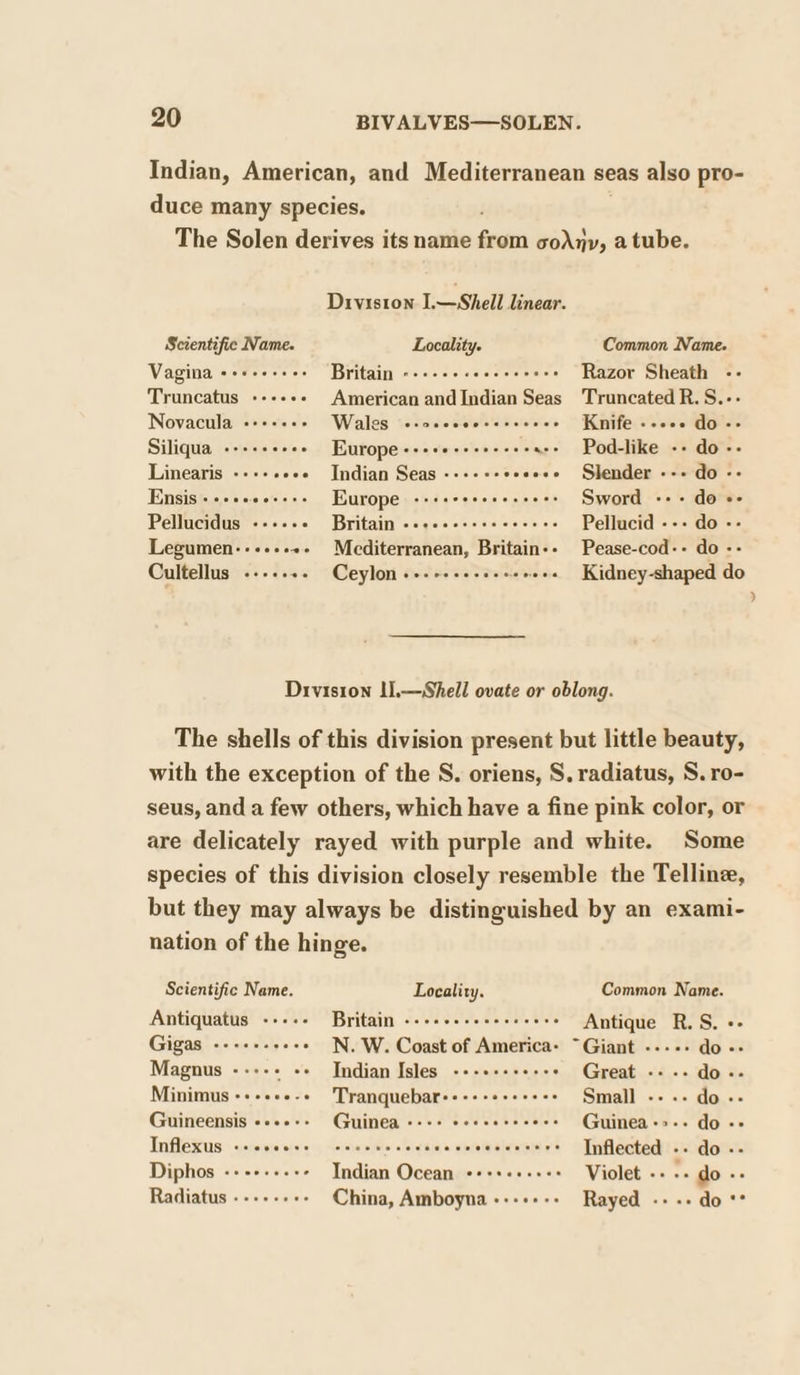 20 BIVALVES—SOLEN.
Indian, American, and Mediterranean seas also pro-
duce many species.
The Solen derives its name from σολὴν, a tube.
Division I.—Shell linear.
Scientific Name. Locality. Common Name.
Vagina ········· Britain ················ Razor Sheath ··
Truncatus ······ American and Indian Seas Truncated R. S.··
Novacula ······· Wales ················ Knife ····· do ··
Siliqua ········· Europe ··············· Pod-like ·· do ··
Linearis ········ Indian Seas ············ Slender ··· do ··
Ensis ··········· Europe ··············· Sword ··· do ··
Pellucidus ······ Britain ················ Pellucid ··· do ··
Legumen········· Mediterranean, Britain·· Pease-cod·· do ··
Cultellus ······· Ceylon ················ Kidney-shaped do
Division II.—Shell ovate or oblong.
The shells of this division present but little beauty,
with the exception of the S. oriens, S. radiatus, S. ro-
seus, and a few others, which have a fine pink color, or
are delicately rayed with purple and white. Some
species of this division closely resemble the Tellinæ,
but they may always be distinguished by an exami-
nation of the hinge.
Scientific Name. Locality. Common Name.
Antiquatus ····· Britain ················ Antique R. S. ··
Gigas ·········· N. W. Coast of America· Giant ····· do ··
Magnus ····· ·· Indian Isles ··········· Great ·· ·· do ··
Minimus ········ Tranquebar············ Small ·· ·· do ··
Guineensis ······ Guinea ···· ··········· Guinea ···· do ··
Inflexus ········ ······················· Inflected ·· do ··
Diphos ········· Indian Ocean ·········· Violet ·· ·· do ··
Radiatus ········ China, Amboyna ······· Rayed ·· ·· do ··